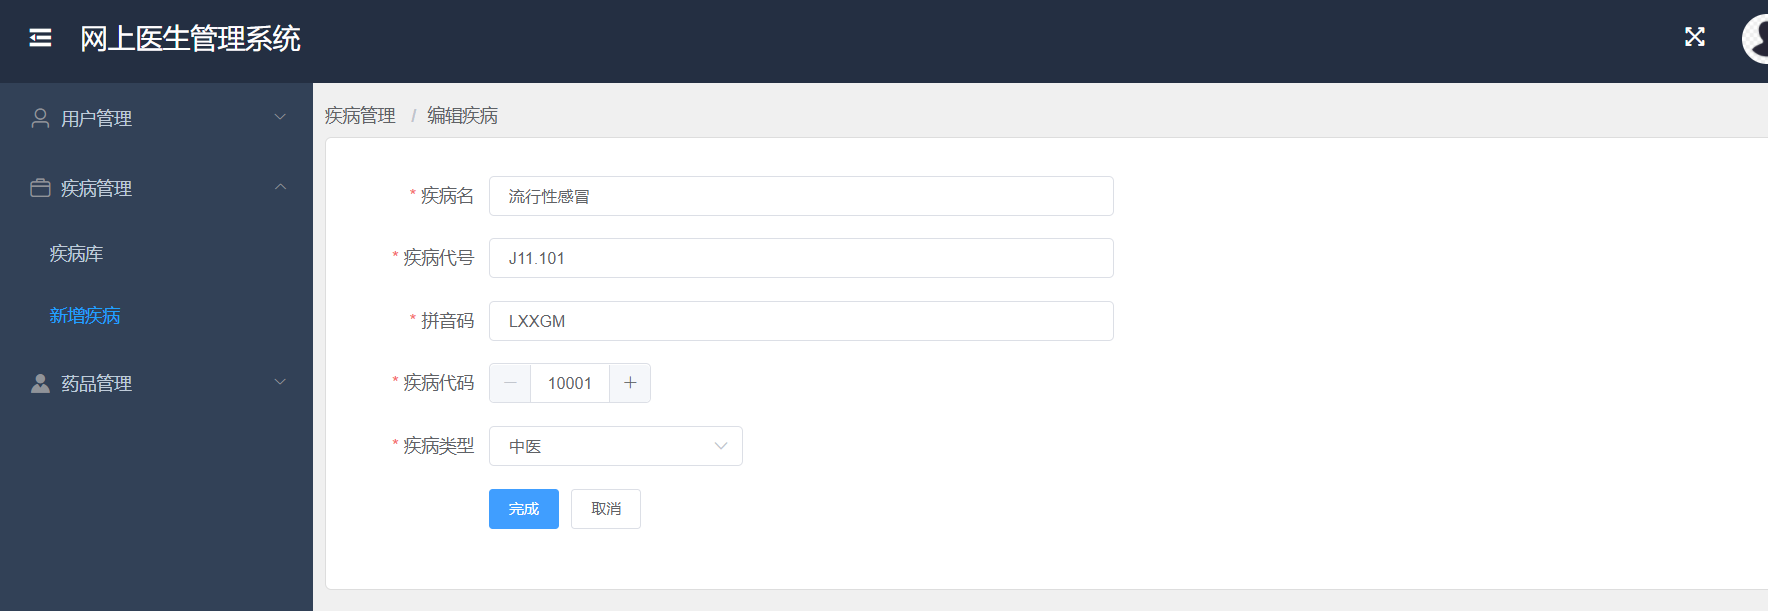 网上医生管理系统
用户管理
疾病管理
疾病库
新增疾病
药品管理
疾病管理 / 编辑疾病
* 疾病名 流行性感冒
* 疾病代号 J11.101
* 拼音码 LXXGM
* 疾病代码 10001
* 疾病类型 中医
完成 取消